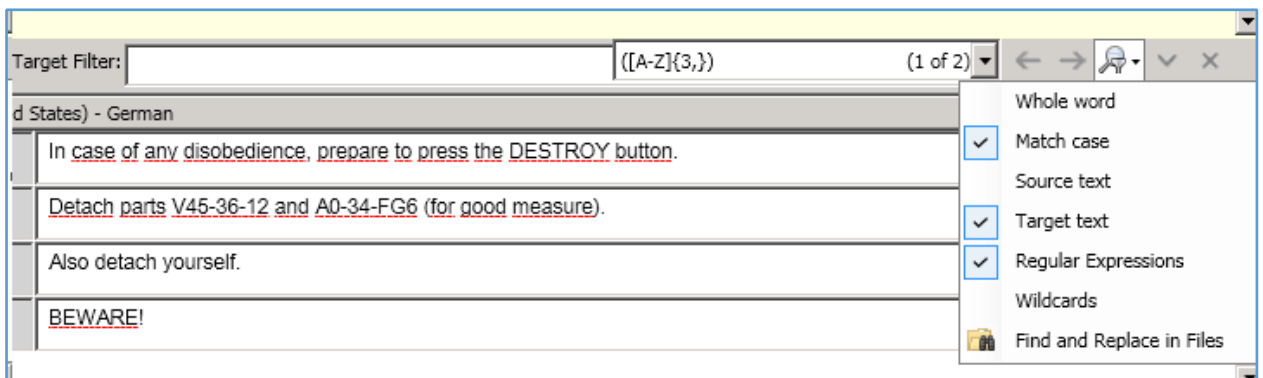 Target Filter: ([A-Z]{3,}) (1 of 2)
d States) - German
In case of any disobedience, prepare to press the DESTROY button.
Detach parts V45-36-12 and A0-34-FG6 (for good measure).
Also detach yourself.
BEWARE!
Whole word
Match case
Source text
Target text
Regular Expressions
Wildcards
Find and Replace in Files